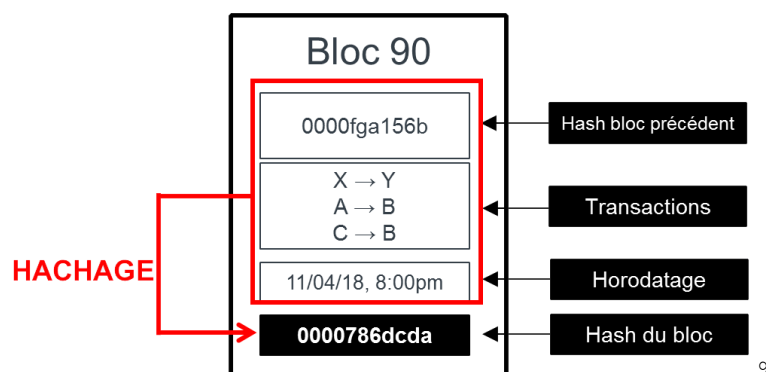 Bloc 90
0000fga156b
Hash bloc précédent
X → Y
A → B
C → B
Transactions
HACHAGE
11/04/18, 8:00pm
Horodatage
0000786dcda
Hash du bloc